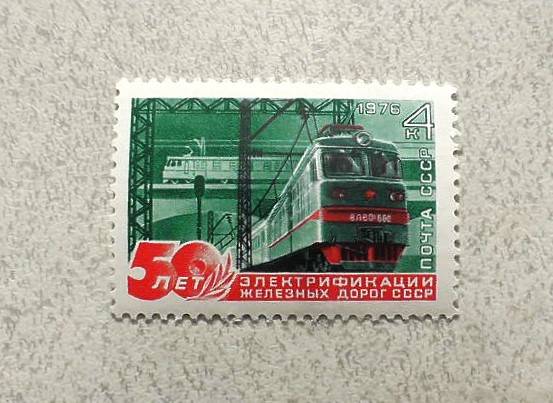 1976
4 К
ПОЧТА СССР
50 ЛЕТ
ЭЛЕКТРИФИКАЦИИ
ЖЕЛЕЗНЫХ ДОРОГ СССР